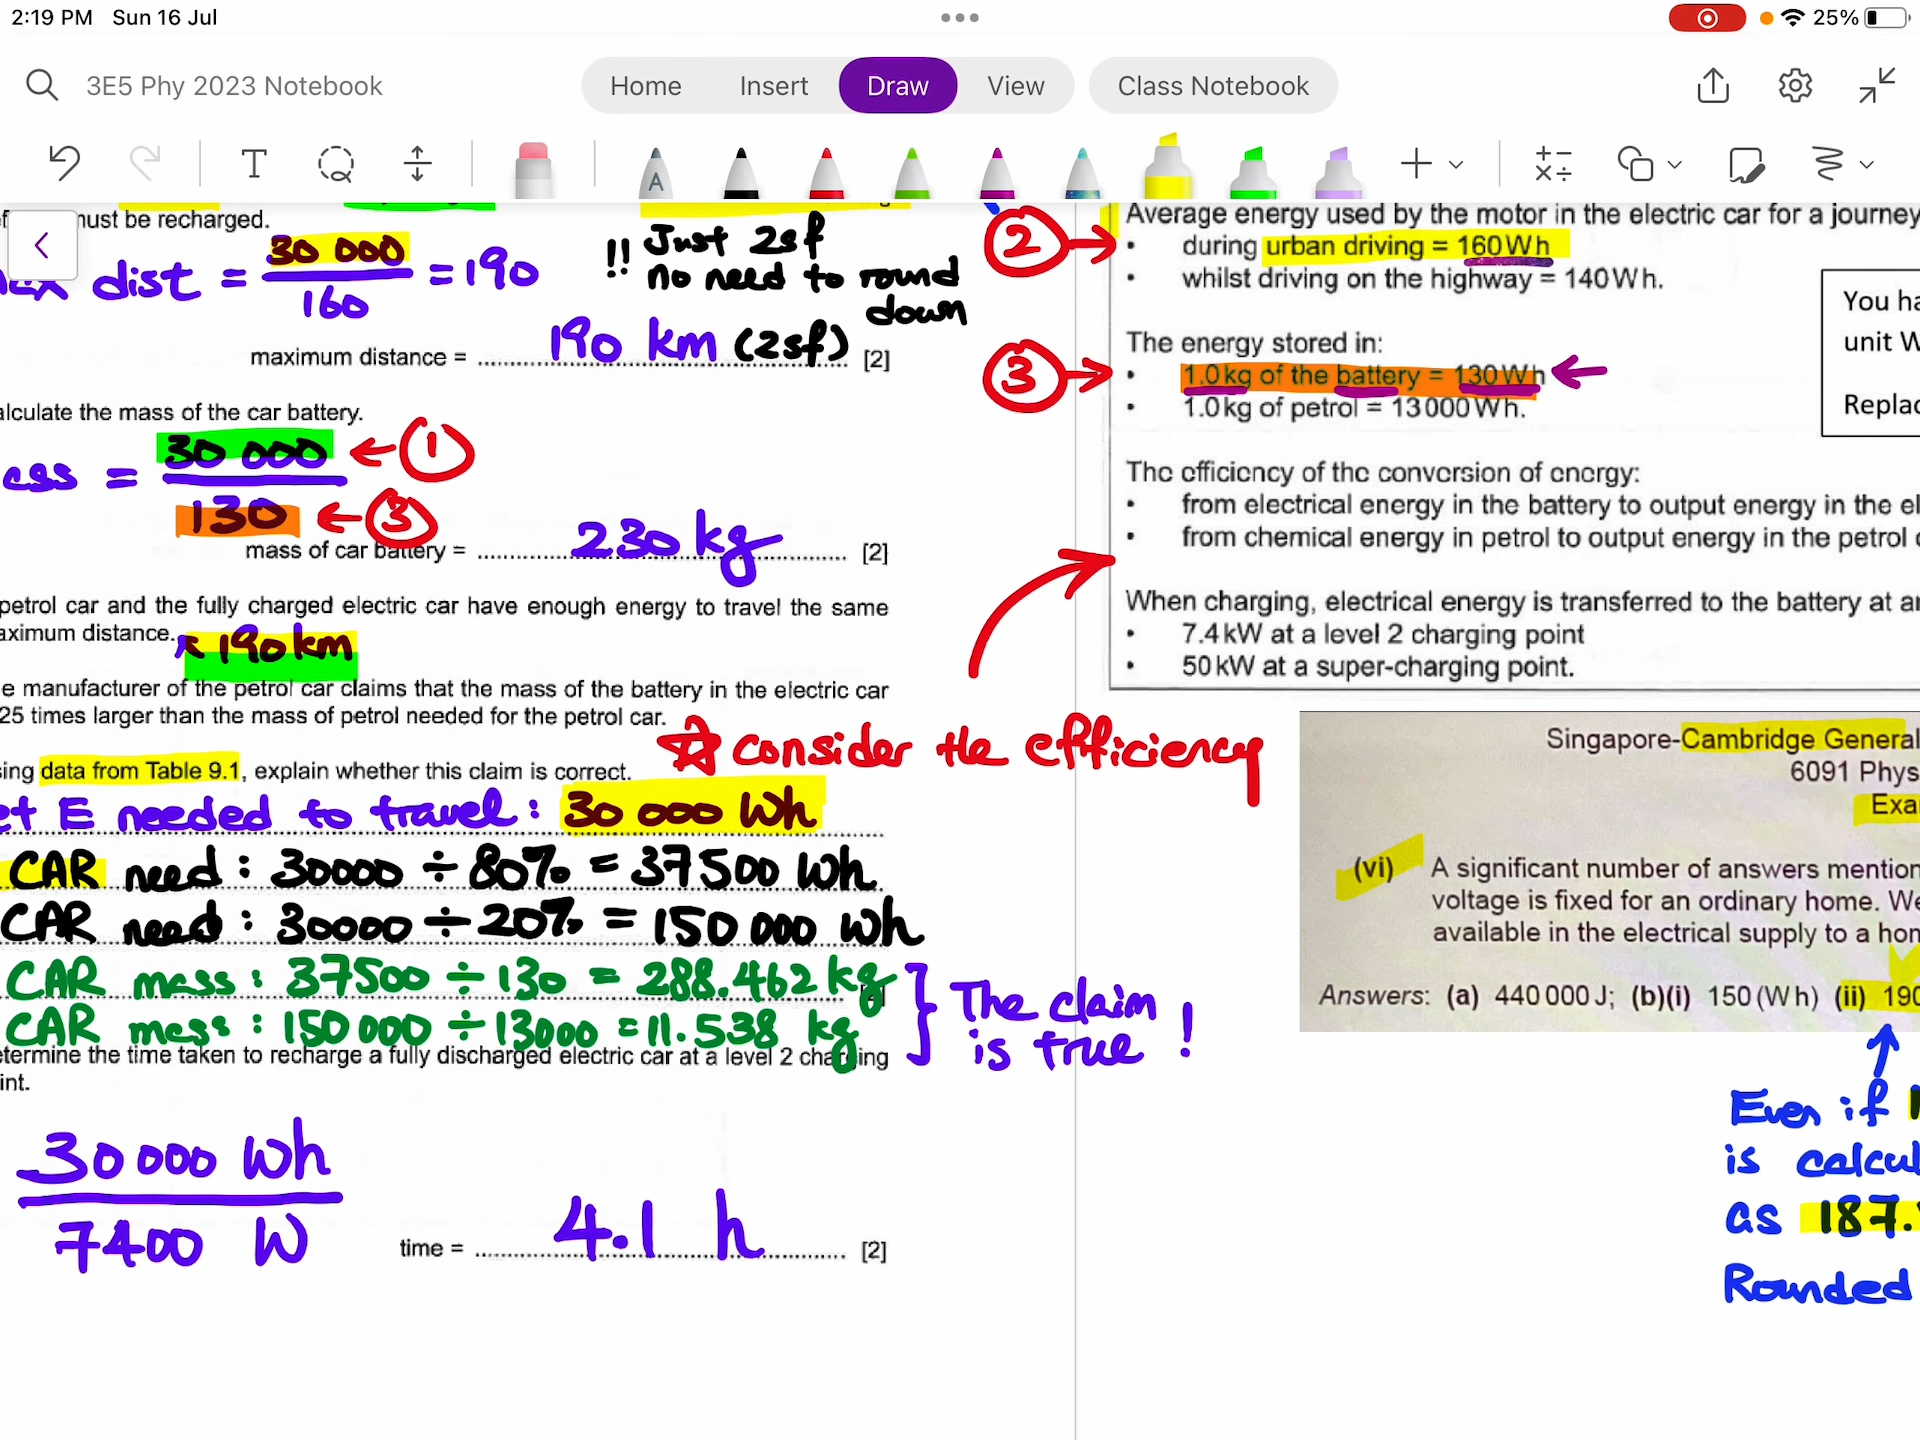 2:19 PM Sun 16 Jul
25%
3E5 Phy 2023 Notebook
Home
Insert
Draw
View
Class Notebook
T
A
must be recharged.
dist = 30 000 / 160 = 190
!! Just 2sf
no need to round
down
maximum distance = 190 km (2sf) [2]
alculate the mass of the car battery.
ass = 30 000 ← ①
130 ← ③
mass of car battery = 230 kg [2]
petrol car and the fully charged electric car have enough energy to travel the same
aximum distance.
190 km
e manufacturer of the petrol car claims that the mass of the battery in the electric car
25 times larger than the mass of petrol needed for the petrol car.
☆ consider the efficiency
ing data from Table 9.1, explain whether this claim is correct.
et E needed to travel : 30 000 Wh
CAR need : 30000 ÷ 80% = 37500 Wh
CAR need : 30000 ÷ 20% = 150 000 Wh
CAR mass : 37500 ÷ 130 = 288.462 kg
CAR mass : 150 000 ÷ 13000 = 11.538 kg
} The claim
is true !
etermine the time taken to recharge a fully discharged electric car at a level 2 charging
int.
30 000 Wh
7400 W
time = 4.1 h [2]
Average energy used by the motor in the electric car for a journey
② → • during urban driving = 160 W h
• whilst driving on the highway = 140 W h.
The energy stored in:
③ → • 1.0 kg of the battery = 130 W h ←
• 1.0 kg of petrol = 13 000 W h.
The efficiency of the conversion of energy:
• from electrical energy in the battery to output energy in the el
• from chemical energy in petrol to output energy in the petrol
When charging, electrical energy is transferred to the battery at
• 7.4 kW at a level 2 charging point
• 50 kW at a super-charging point.
You ha
unit W
Replac
Singapore-Cambridge General
6091 Phys
Exa
(vi) A significant number of answers mention
voltage is fixed for an ordinary home. We
available in the electrical supply to a hom
Answers: (a) 440 000 J; (b)(i) 150 (W h) (ii) 190
Even if
is calcul
as 187.
Rounded